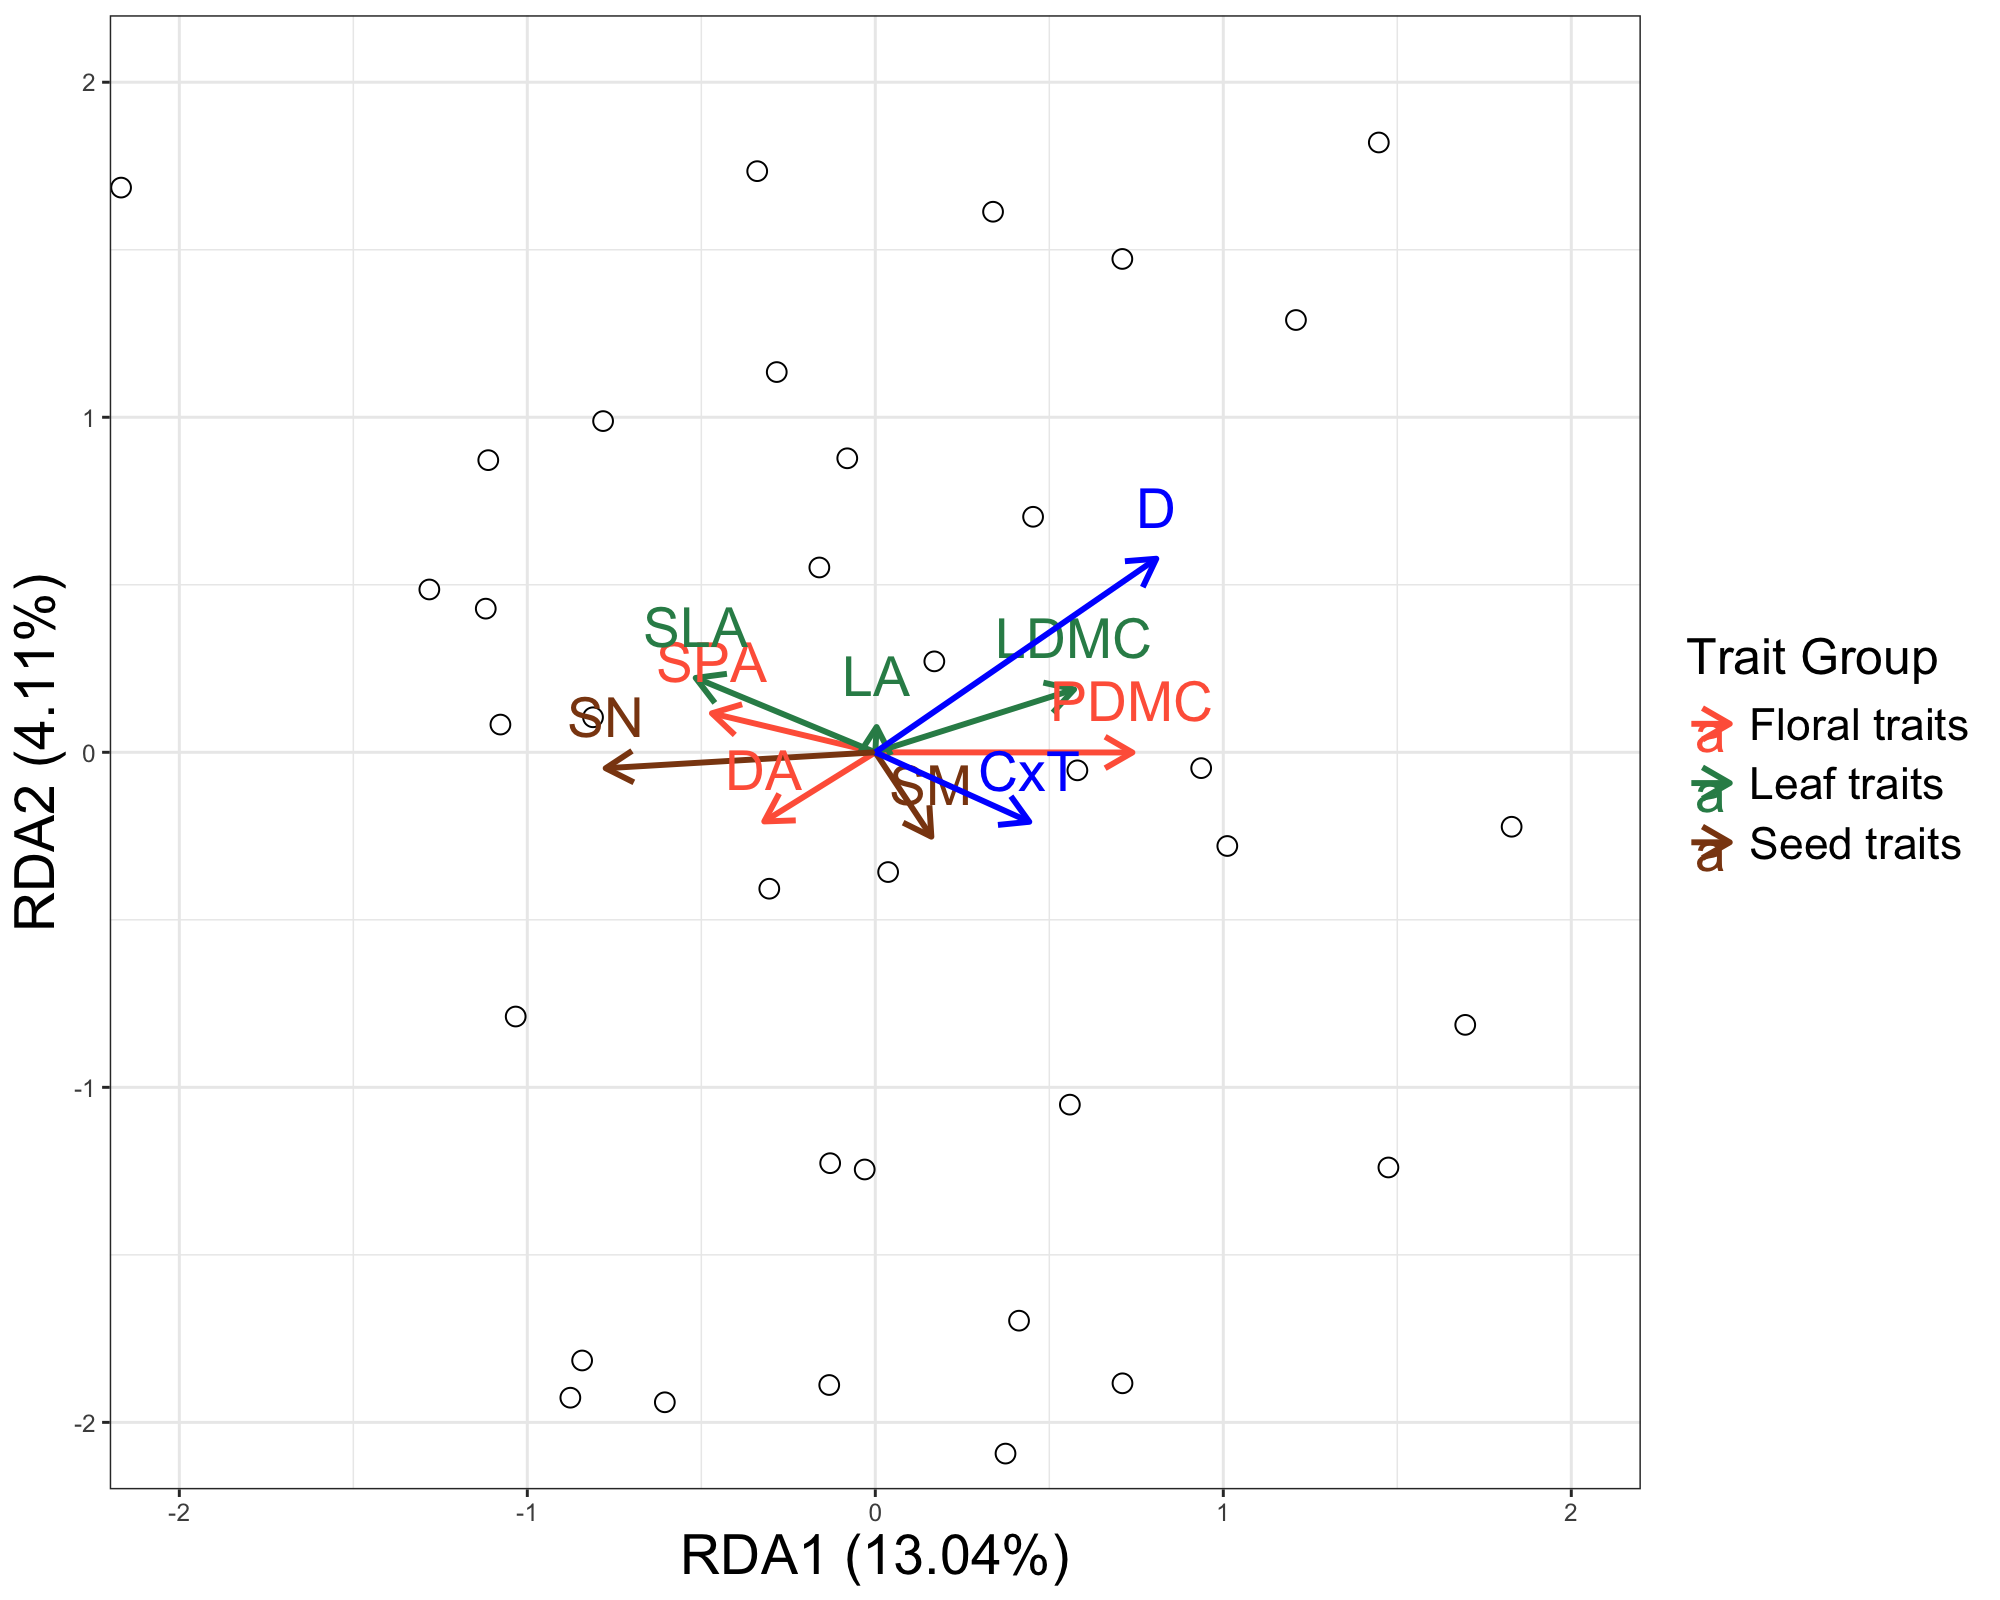 2
1
0
-1
-2
RDA2 (4.11%)
D
SLA
LDMC
SPA
LA
PDMC
SN
DA
CxT
SM
-2
-1
0
1
2
RDA1 (13.04%)
Trait Group
a Floral traits
a Leaf traits
a Seed traits